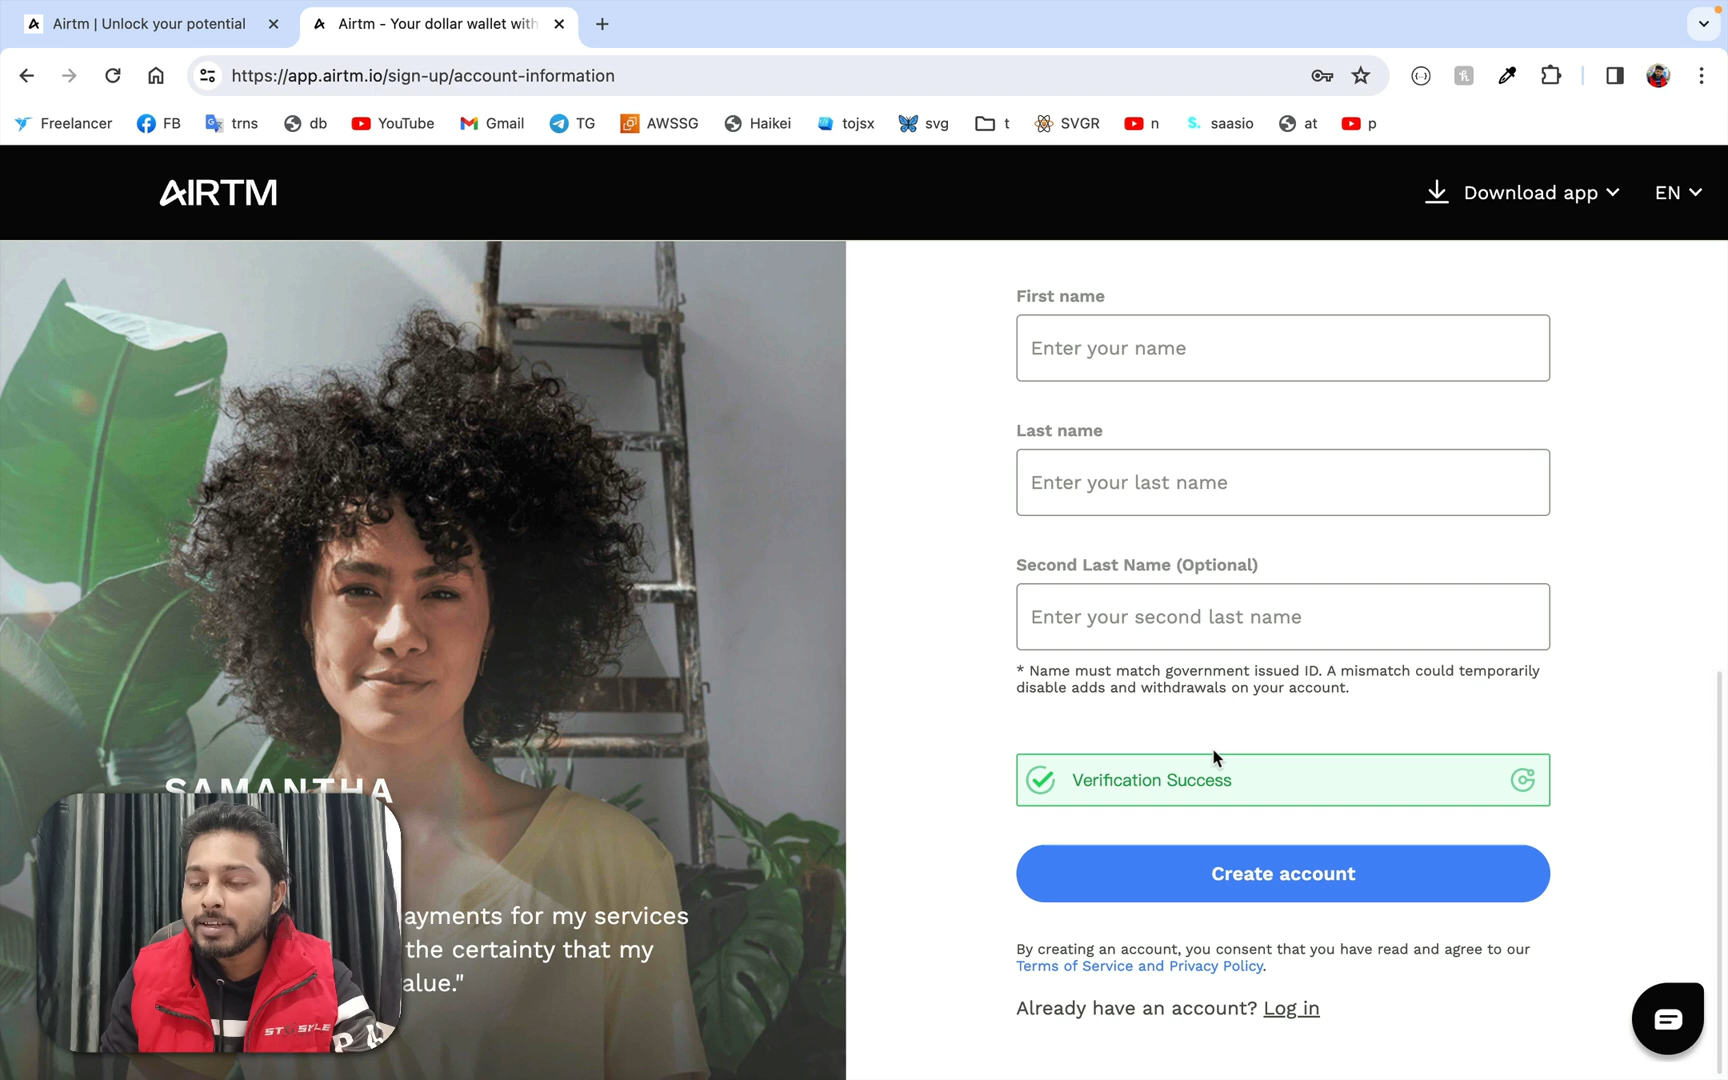 Airtm | Unlock your potential
Airtm - Your dollar wallet with
https://app.airtm.io/sign-up/account-information
Freelancer
FB
trns
db
YouTube
Gmail
TG
AWSSG
Haikei
tojsx
svg
t
SVGR
n
saasio
at
p
AIRTM
Download app
EN
First name
Enter your name
Last name
Enter your last name
Second Last Name (Optional)
Enter your second last name
* Name must match government issued ID. A mismatch could temporarily
disable adds and withdrawals on your account.
Verification Success
Create account
By creating an account, you consent that you have read and agree to our
Terms of Service and Privacy Policy.
Already have an account? Log in
SAMANTHA
ayments for my services
the certainty that my
alue."